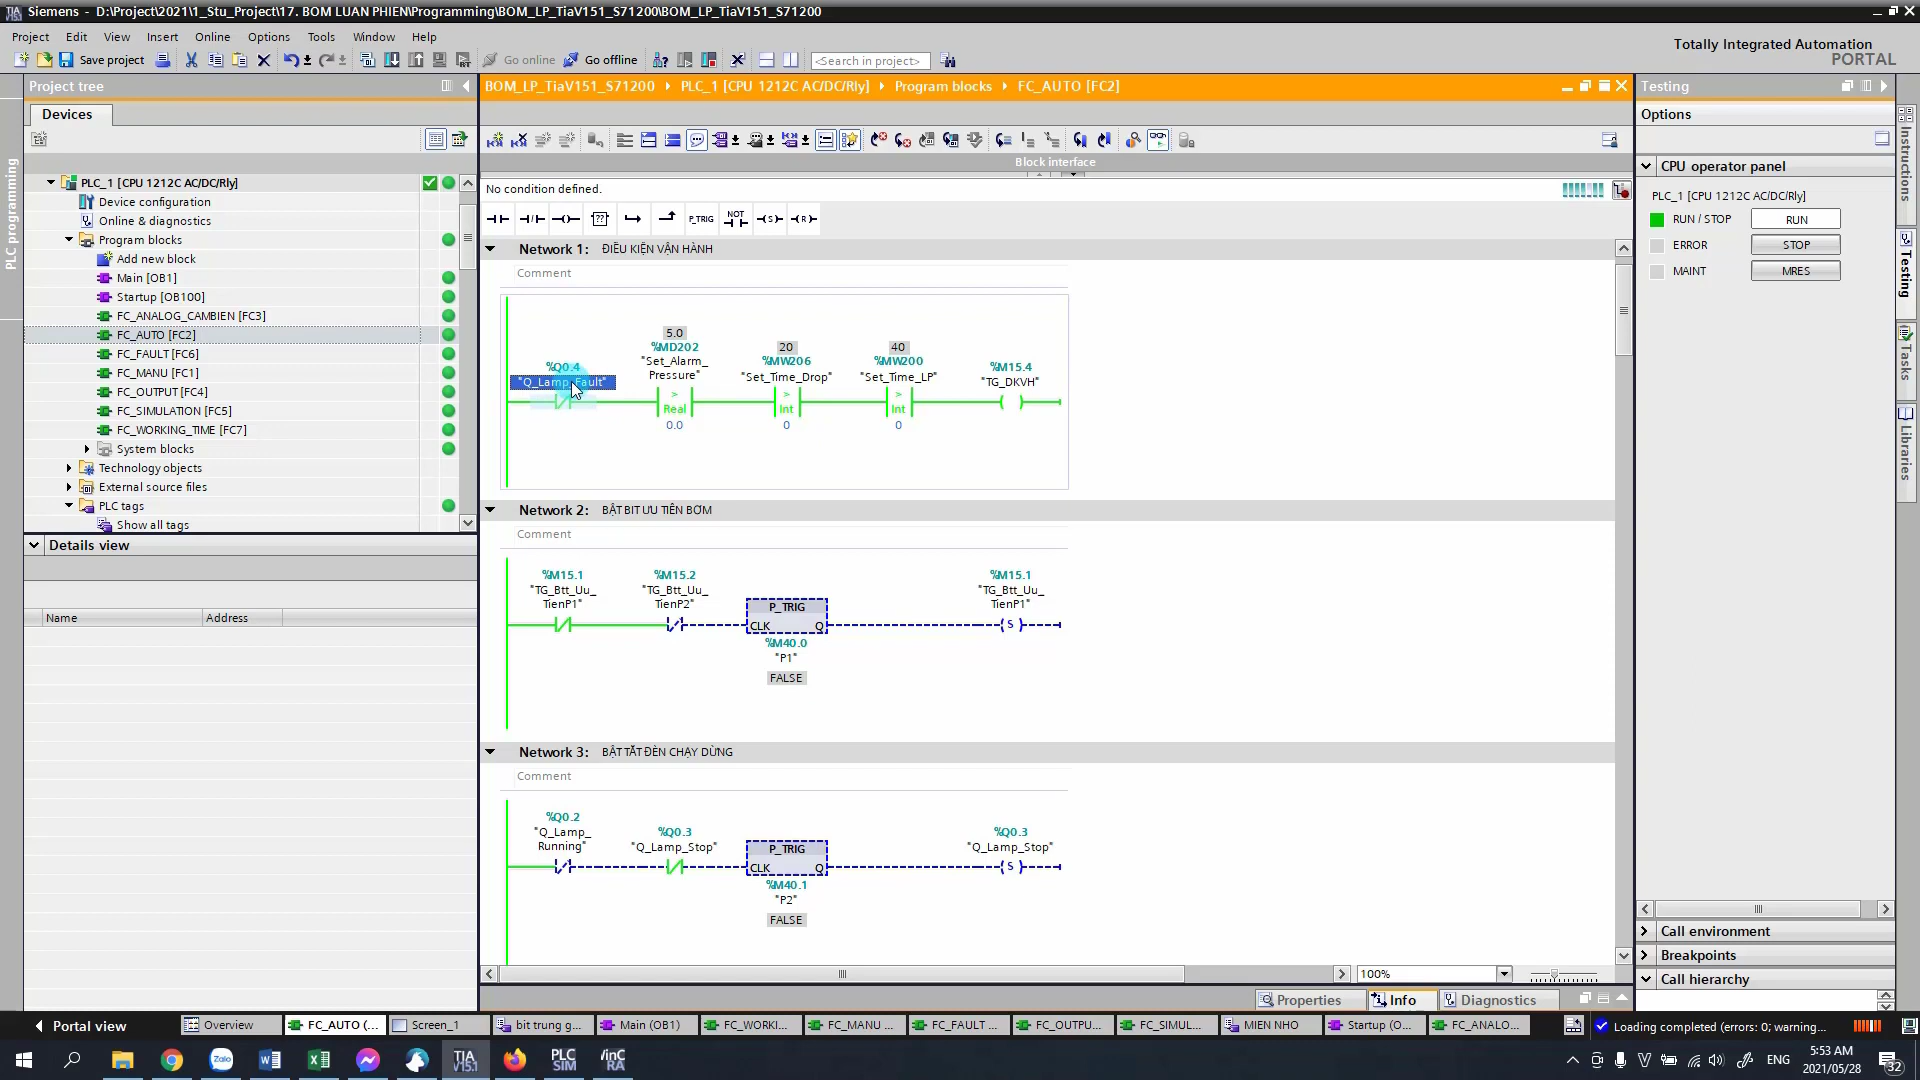 Siemens - D:\Project\2021\1_Stu_Project\17. BOM LUAN PHIEN\Programming\BOM_LP_TiaV151_S71200\BOM_LP_TiaV151_S71200
Project Edit View Insert Online Options Tools Window Help
Totally Integrated Automation
PORTAL
Save project
Go online
Go offline
<Search in project>
Project tree
BOM_LP_TiaV151_S71200 PLC_1 [CPU 1212C AC/DC/Rly] Program blocks FC_AUTO [FC2]
Testing
Devices
Options
PLC programming
Block interface
PLC_1 [CPU 1212C AC/DC/Rly]
Device configuration
Online & diagnostics
Program blocks
Add new block
Main [OB1]
Startup [OB100]
FC_ANALOG_CAMBIEN [FC3]
FC_AUTO [FC2]
FC_FAULT [FC6]
FC_MANU [FC1]
FC_OUTPUT [FC4]
FC_SIMULATION [FC5]
FC_WORKING_TIME [FC7]
System blocks
Technology objects
External source files
PLC tags
Show all tags
Details view
Name Address
No condition defined.
??
P_TRIG
NOT
S
R
Network 1: ĐIỀU KIỆN VẬN HÀNH
Comment
%Q0.4
"Q_Lamp_Fault"
5.0
%MD202
"Set_Alarm_
Pressure"
>
Real
0.0
20
%MW206
"Set_Time_Drop"
>
Int
0
40
%MW200
"Set_Time_LP"
>
Int
0
%M15.4
"TG_DKVH"
Network 2: BẬT BIT ƯU TIÊN BƠM
Comment
%M15.1
"TG_Btt_Uu_
TienP1"
%M15.2
"TG_Btt_Uu_
TienP2"
P_TRIG
CLK Q
%M40.0
"P1"
FALSE
%M15.1
"TG_Btt_Uu_
TienP1"
S
Network 3: BẬT TẮT ĐÈN CHẠY DỪNG
Comment
%Q0.2
"Q_Lamp_
Running"
%Q0.3
"Q_Lamp_Stop"
P_TRIG
CLK Q
%M40.1
"P2"
FALSE
%Q0.3
"Q_Lamp_Stop"
S
100%
CPU operator panel
PLC_1 [CPU 1212C AC/DC/Rly]
RUN / STOP RUN
ERROR STOP
MAINT MRES
Call environment
Breakpoints
Call hierarchy
Instructions
Testing
Tasks
Libraries
Properties Info Diagnostics
Portal view Overview FC_AUTO (... Screen_1 bit trung g... Main (OB1) FC_WORKI... FC_MANU ... FC_FAULT ... FC_OUTPU... FC_SIMUL... MIEN NHO Startup (O... FC_ANALO... Loading completed (errors: 0; warning...
Zalo
TIA
V15.1
PLC
SIM
ENG
5:53 AM
2021/05/28
32